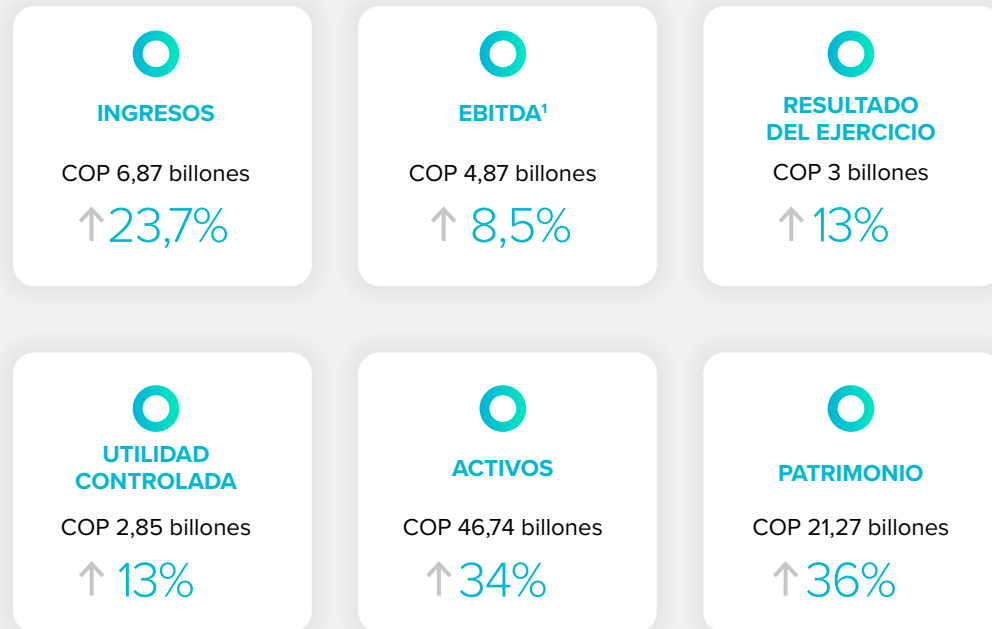 INGRESOS
COP 6,87 billones
↑23,7%
EBITDA¹
COP 4,87 billones
↑ 8,5%
RESULTADO
DEL EJERCICIO
COP 3 billones
↑ 13%
UTILIDAD
CONTROLADA
COP 2,85 billones
↑ 13%
ACTIVOS
COP 46,74 billones
↑ 34%
PATRIMONIO
COP 21,27 billones
↑ 36%